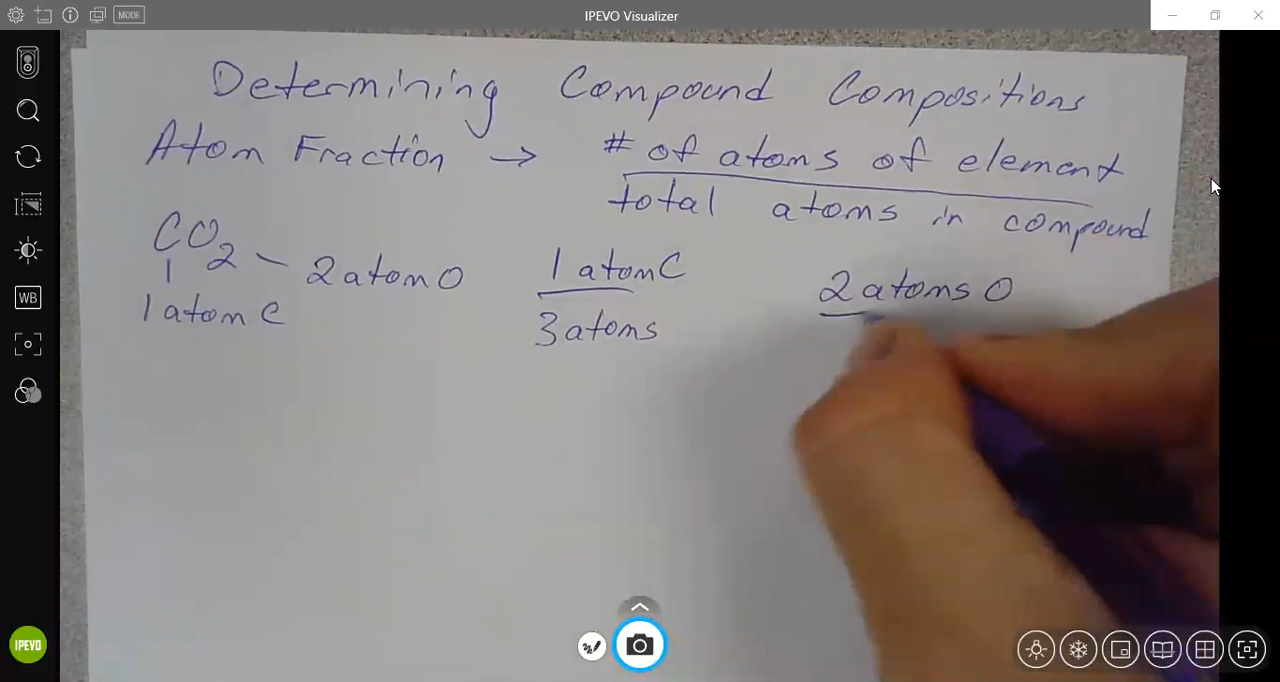 MODE
IPEVO Visualizer
Determining Compound Compositions
Atom Fraction → # of atoms of element
total atoms in compound
CO2 – 2 atom O
1 atom C
1 atom C
3 atoms
2 atoms O
WB
IPEVO